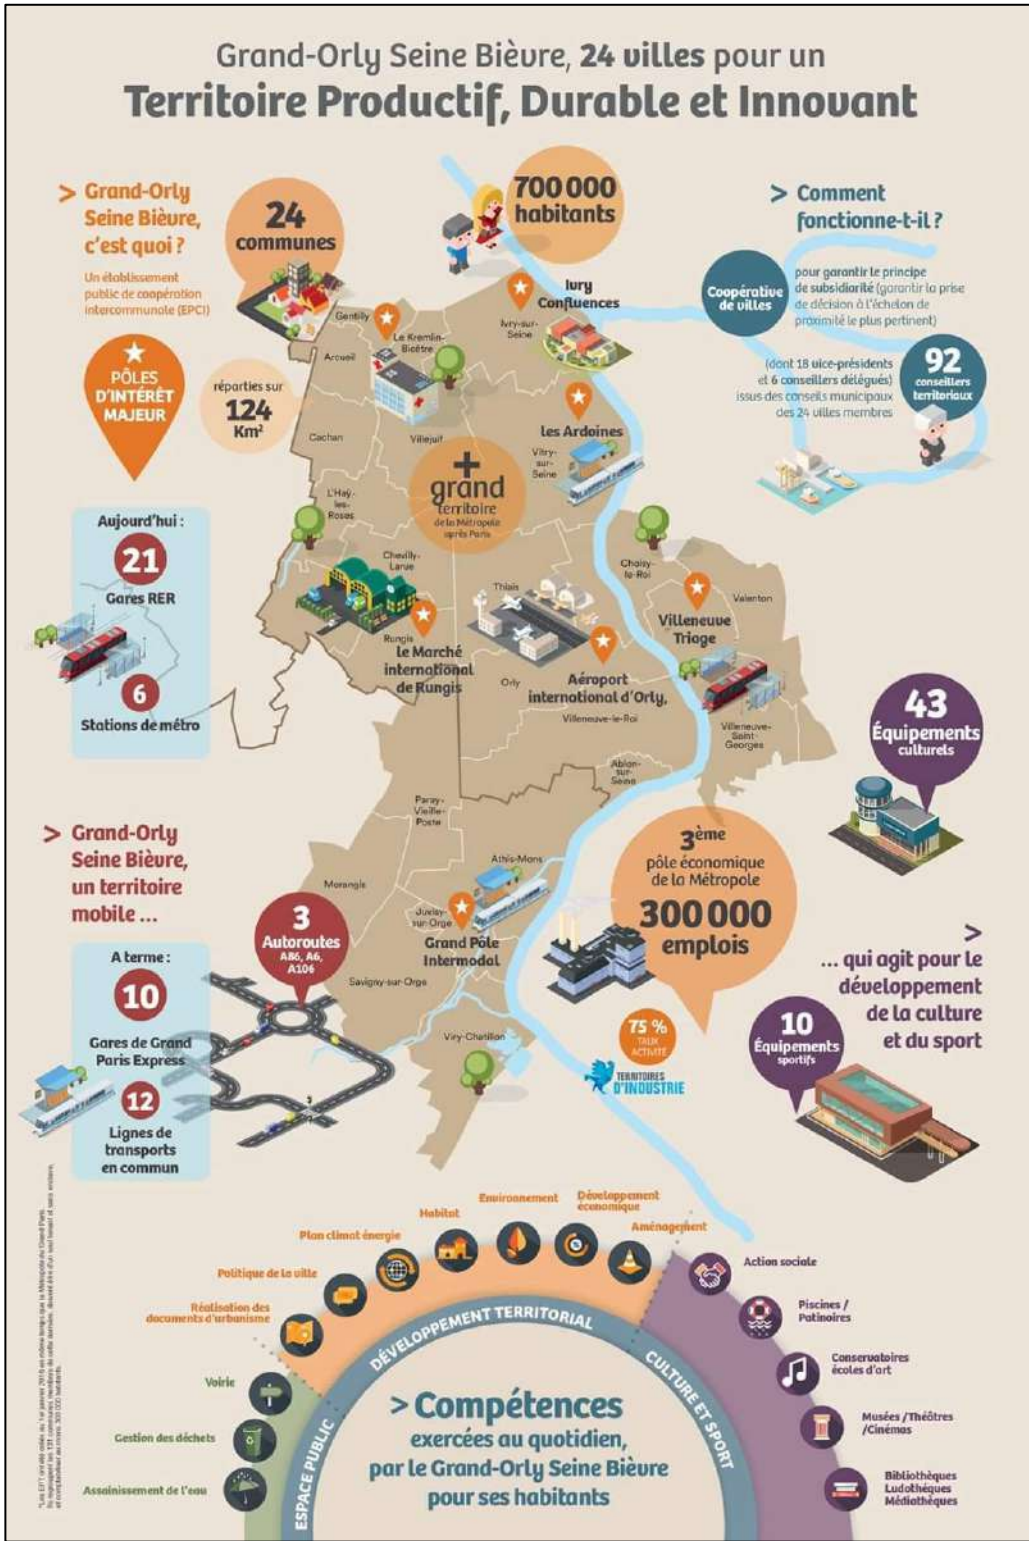 Grand-Orly Seine Bièvre, 24 villes pour un
Territoire Productif, Durable et Innovant
> Grand-Orly
Seine Bièvre,
c'est quoi ?
Un établissement
public de coopération
intercommunale (EPCI)
24
communes
700 000
habitants
> Comment
fonctionne-t-il ?
Coopérative
de villes
pour garantir le principe
de subsidiarité (garantir la prise
de décision à l'échelon de
proximité le plus pertinent)
(dont 18 vice-présidents
et 6 conseillers délégués)
issus des conseils municipaux
des 24 villes membres
92
conseillers
territoriaux
PÔLES
D'INTÉRÊT
MAJEUR
réparties sur
124
Km²
Gentilly
Le Kremlin-
Bicêtre
Arcueil
Ivry-sur-
Seine
Ivry
Confluences
Cachan
Villejuif
les Ardoines
Vitry-
sur-
Seine
+
grand
territoire
de la Métropole
après Paris
L'Haÿ-
les-
Roses
Chevilly-
Larue
Thiais
Choisy-
le-Roi
Valenton
Villeneuve
Triage
Rungis
le Marché
international
de Rungis
Orly
Aéroport
international d'Orly,
Villeneuve-le-Roi
Villeneuve-
Saint-
Georges
Ablon-
sur-
Seine
Aujourd'hui :
21
Gares RER
6
Stations de métro
43
Équipements
culturels
> Grand-Orly
Seine Bièvre,
un territoire
mobile ...
Paray-
Vieille-
Poste
Morangis
Athis-Mons
Juvisy-
sur-Orge
Grand Pôle
Intermodal
Savigny-sur-Orge
Viry-Chatillon
3
Autoroutes
A86, A6,
A106
3ème
pôle économique
de la Métropole
300 000
emplois
75 %
TAUX
ACTIVITÉ
TERRITOIRES
D'INDUSTRIE
>
... qui agit pour le
développement
de la culture
et du sport
10
Équipements
sportifs
A terme :
10
Gares de Grand
Paris Express
12
Lignes de
transports
en commun
Réalisation des
documents d'urbanisme
Politique de la ville
Plan climat énergie
Habitat
Environnement
Développement
économique
Aménagement
Action sociale
Piscines /
Patinoires
Conservatoires
écoles d'art
Musées /Théâtres
/Cinémas
Bibliothèques
Ludothèques
Médiathèques
Voirie
Gestion des déchets
Assainissement de l'eau
ESPACE PUBLIC
DÉVELOPPEMENT TERRITORIAL
CULTURE ET SPORT
> Compétences
exercées au quotidien,
par le Grand-Orly Seine Bièvre
pour ses habitants